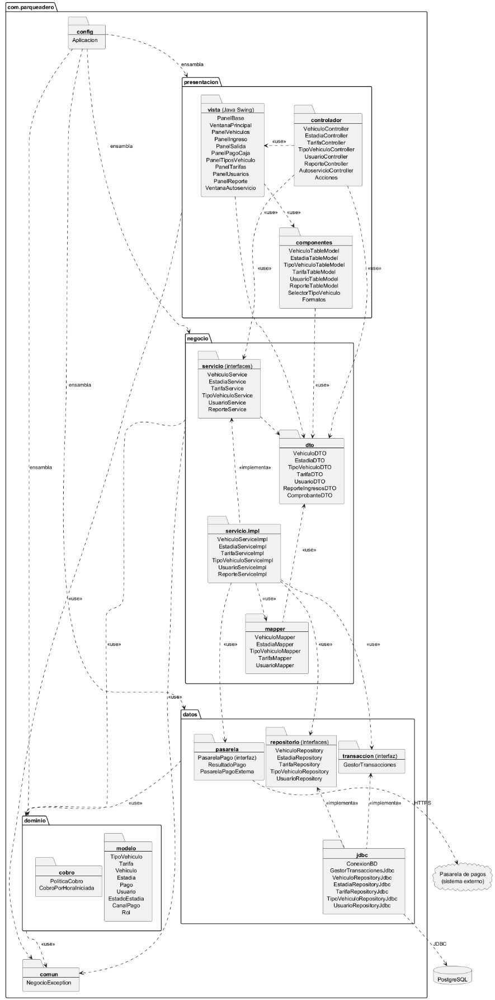 com.parqueadero
config
Aplicacion
ensambla
presentacion
vista (Java Swing)
PanelBase
VentanaPrincipal
PanelVehiculos
PanelIngreso
PanelSalida
PanelPagoCaja
PanelTiposVehiculo
PanelTarifas
PanelUsuarios
PanelReporte
VentanaAutoservicio
«use»
controlador
VehiculoController
EstadiaController
TarifaController
TipoVehiculoController
UsuarioController
ReporteController
AutoservicioController
Acciones
ensambla
«use»
«use»
componentes
VehiculoTableModel
EstadiaTableModel
TipoVehiculoTableModel
TarifaTableModel
UsuarioTableModel
ReporteTableModel
SelectorTipoVehiculo
Formatos
«use»
«use»
negocio
servicio (interfaces)
VehiculoService
EstadiaService
TarifaService
TipoVehiculoService
UsuarioService
ReporteService
ensambla
«use»
dto
VehiculoDTO
EstadiaDTO
TipoVehiculoDTO
TarifaDTO
UsuarioDTO
ReporteIngresosDTO
ComprobanteDTO
ensambla
«implementa»
servicio.impl
VehiculoServiceImpl
EstadiaServiceImpl
TarifaServiceImpl
TipoVehiculoServiceImpl
UsuarioServiceImpl
ReporteServiceImpl
«use»
«use»
«use»
mapper
VehiculoMapper
EstadiaMapper
TipoVehiculoMapper
TarifaMapper
UsuarioMapper
«use»
«use»
«use»
«use»
«use»
datos
pasarela
PasarelaPago (interfaz)
ResultadoPago
PasarelaPagoExterna
repositorio (interfaces)
VehiculoRepository
EstadiaRepository
TarifaRepository
TipoVehiculoRepository
UsuarioRepository
transaccion (interfaz)
GestorTransacciones
«use»
«implementa»
«implementa»
HTTPS
dominio
cobro
PoliticaCobro
CobroPorHoraIniciada
modelo
TipoVehiculo
Tarifa
Vehiculo
Estadia
Pago
Usuario
EstadoEstadia
CanalPago
Rol
jdbc
ConexionBD
GestorTransaccionesJdbc
VehiculoRepositoryJdbc
EstadiaRepositoryJdbc
TarifaRepositoryJdbc
TipoVehiculoRepositoryJdbc
UsuarioRepositoryJdbc
Pasarela de pagos
(sistema externo)
«use»
JDBC
comun
NegocioException
PostgreSQL